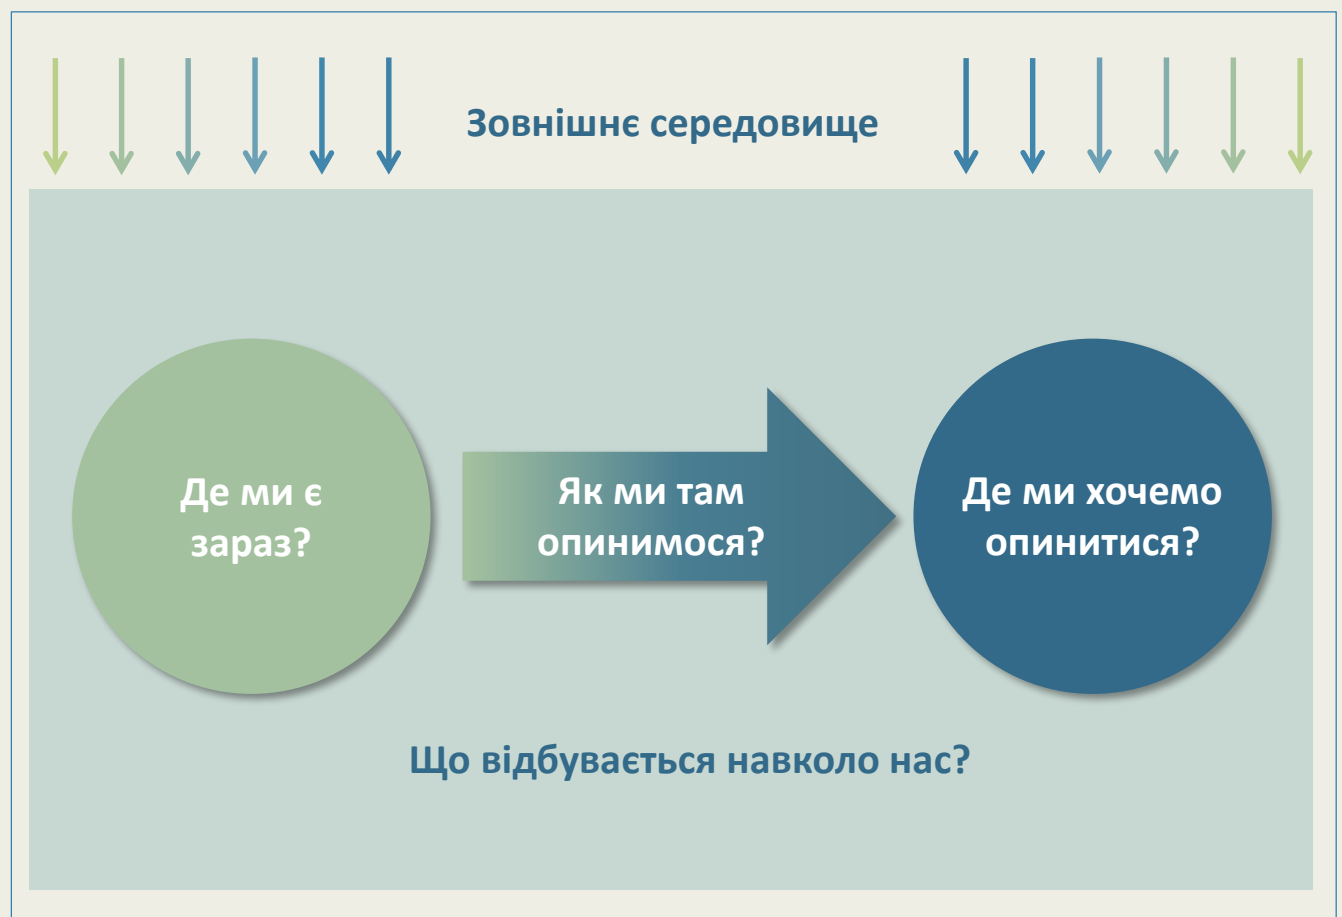 Зовнішнє середовище
Де ми є
зараз?
Як ми там
опинимося?
Де ми хочемо
опинитися?
Що відбувається навколо нас?